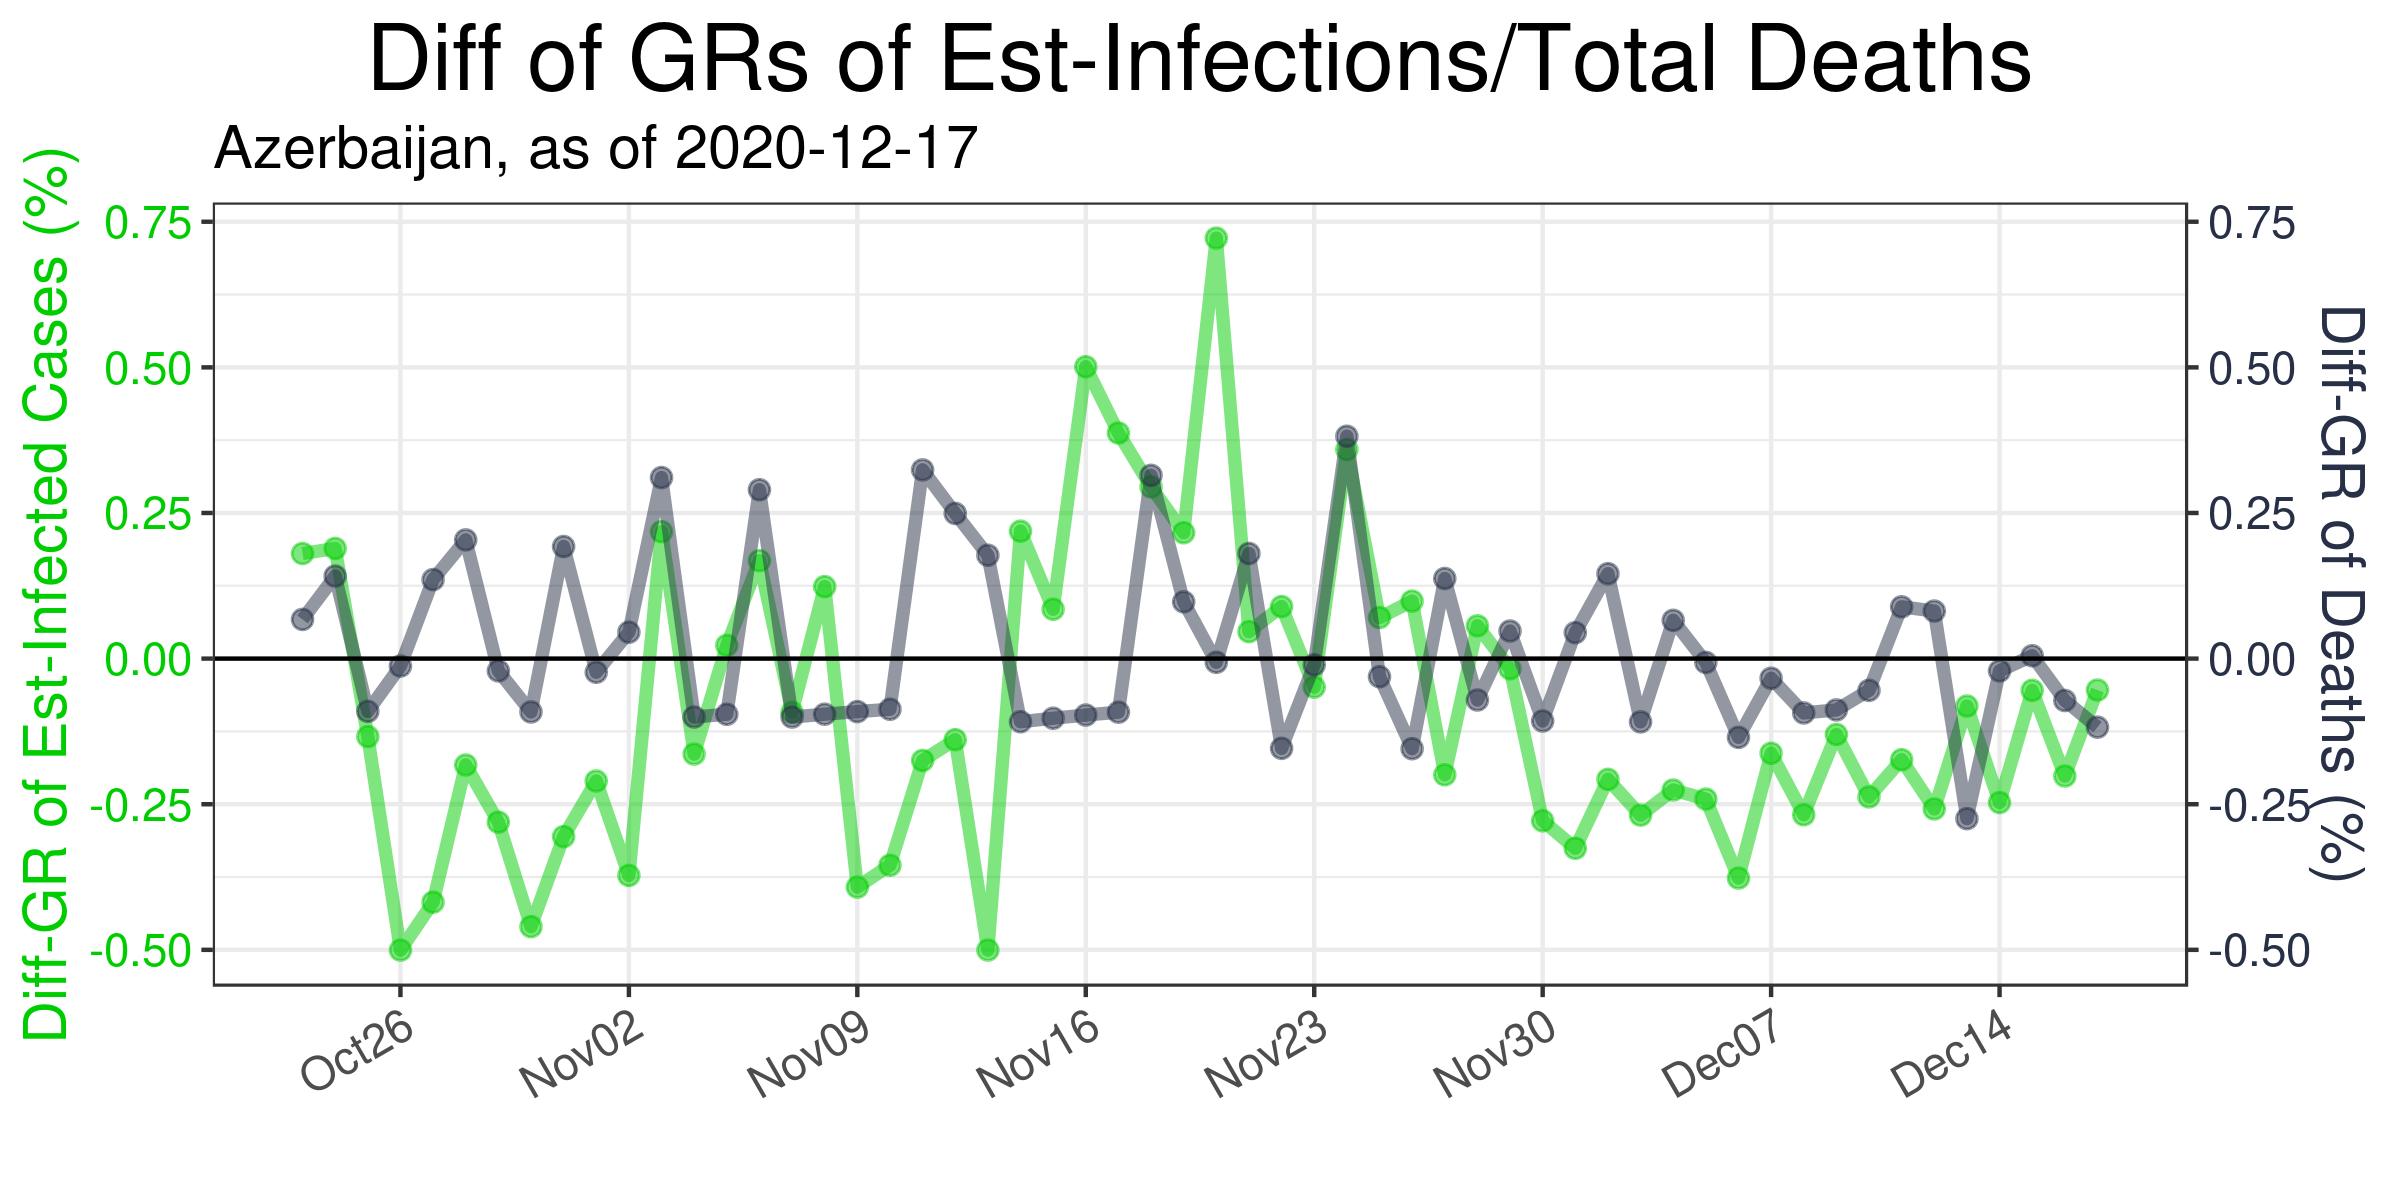 Diff of GRs of Est-Infections/Total Deaths
Azerbaijan, as of 2020-12-17
Diff-GR of Est-Infected Cases (%)
0.75
0.50
0.25
0.00
-0.25
-0.50
0.75
0.50
0.25
0.00
-0.25
-0.50
Diff-GR of Deaths (%)
Oct26
Nov02
Nov09
Nov16
Nov23
Nov30
Dec07
Dec14